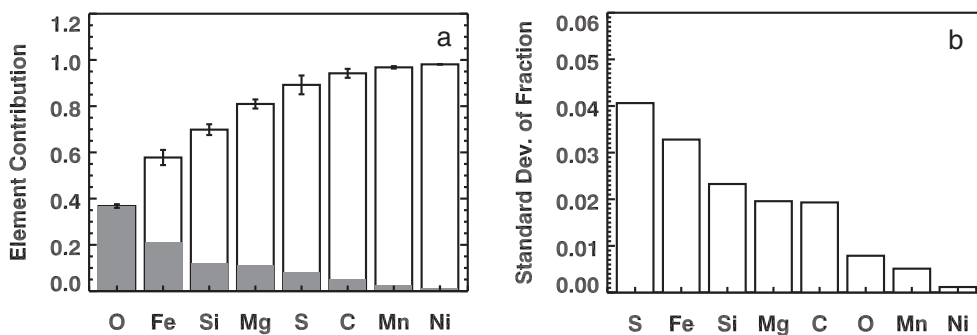 a
1.2
1.0
0.8
0.6
0.4
0.2
0.0
Element Contribution
O Fe Si Mg S C Mn Ni
b
0.06
0.05
0.04
0.03
0.02
0.01
0.00
Standard Dev. of Fraction
S Fe Si Mg C O Mn Ni